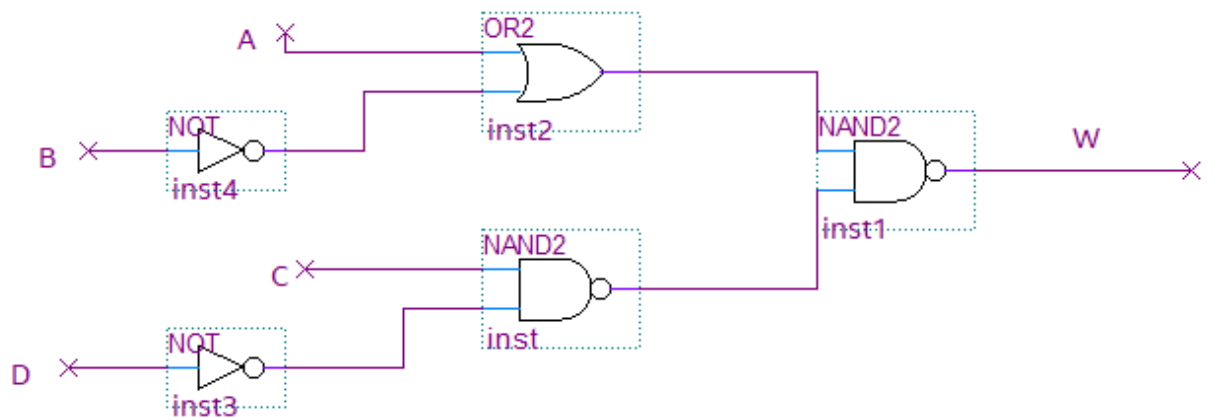 A
OR2
inst2
NOT
B
inst4
NAND2
W
inst1
NAND2
C
inst
NOT
D
inst3